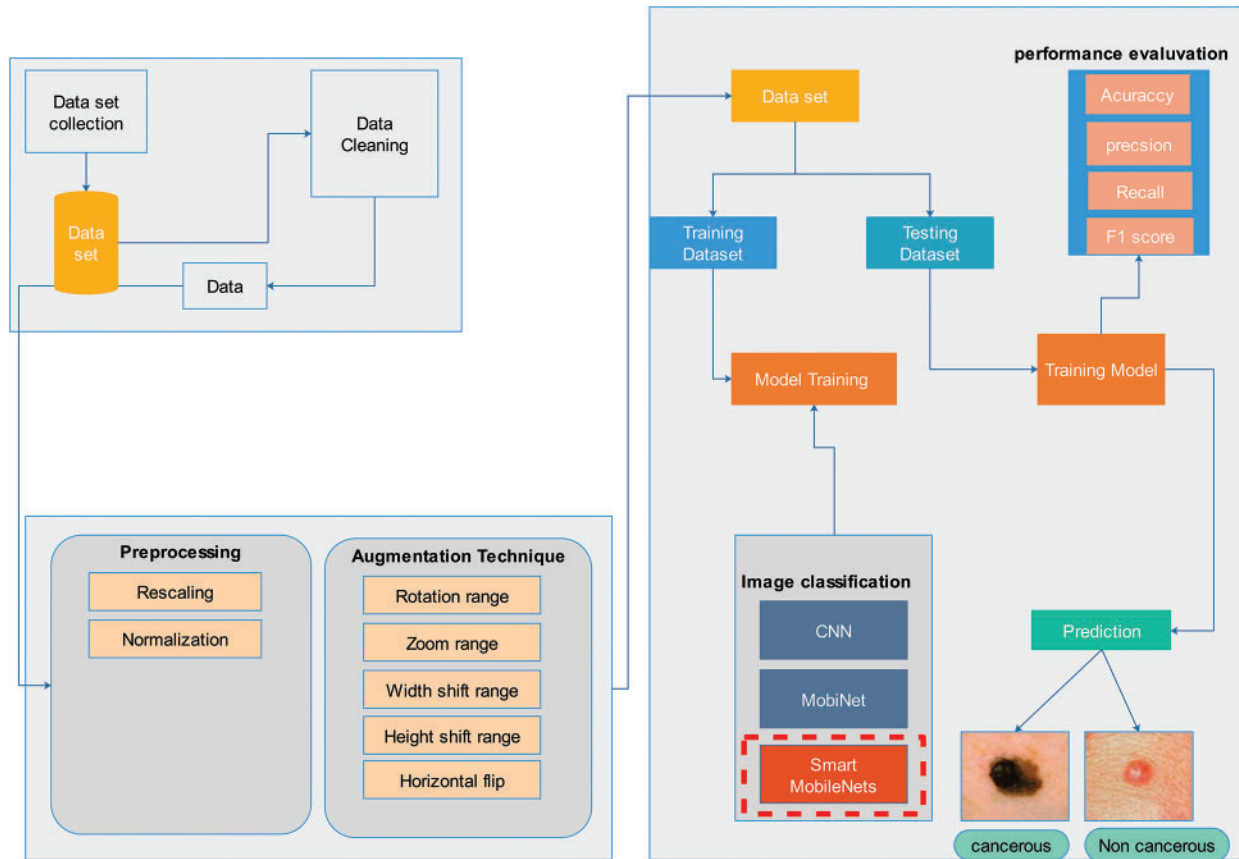 Data set
collection
Data
Cleaning
Data
set
Data
Preprocessing
Rescaling
Normalization
Augmentation Technique
Rotation range
Zoom range
Width shift range
Height shift range
Horizontal flip
performance evaluvation
Acuraccy
precsion
Recall
F1 score
Data set
Training
Dataset
Testing
Dataset
Model Training
Training Model
Image classification
CNN
MobiNet
Smart
MobileNets
Prediction
cancerous
Non cancerous